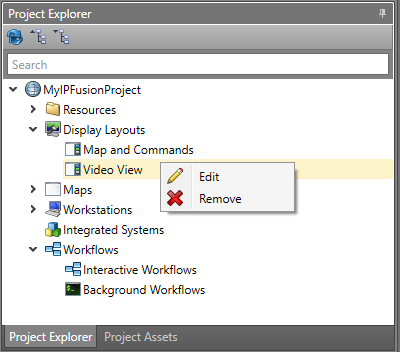 Project Explorer
Search
MyIPFusionProject
Resources
Display Layouts
Map and Commands
Video View
Edit
Remove
Maps
Workstations
Integrated Systems
Workflows
Interactive Workflows
Background Workflows
Project Explorer Project Assets